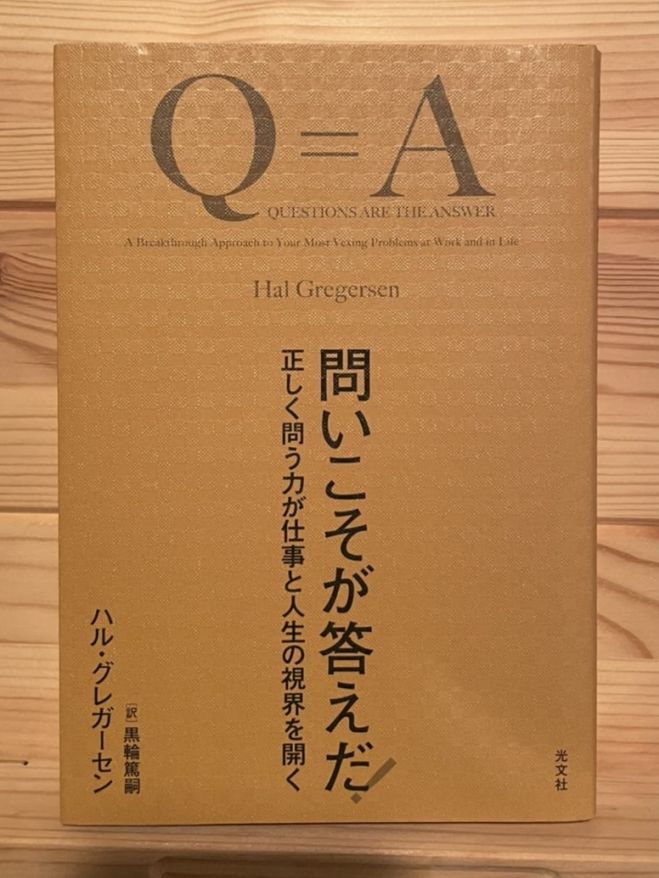 Q=A
QUESTIONS ARE THE ANSWER
A Breakthrough Approach to Your Most Vexing Problems at Work and in Life
Hal Gregersen
問いこそが答えだ!
正しく問う力が仕事と人生の視界を開く
ハル・グレガーセン
[訳]黒輪篤嗣
光文社